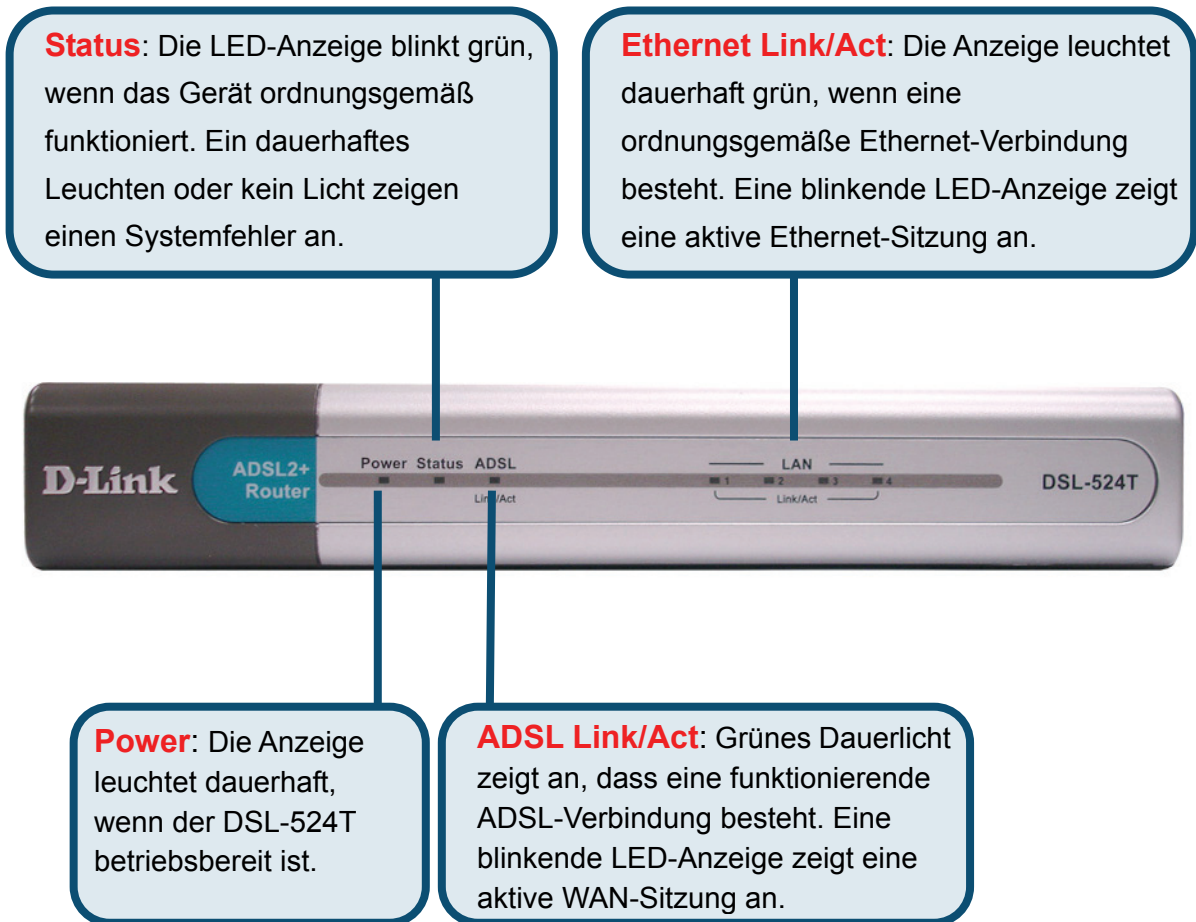 Status: Die LED-Anzeige blinkt grün,
wenn das Gerät ordnungsgemäß
funktioniert. Ein dauerhaftes
Leuchten oder kein Licht zeigen
einen Systemfehler an.
Ethernet Link/Act: Die Anzeige leuchtet
dauerhaft grün, wenn eine
ordnungsgemäße Ethernet-Verbindung
besteht. Eine blinkende LED-Anzeige zeigt
eine aktive Ethernet-Sitzung an.
D-Link
ADSL2+
Router
Power Status ADSL
Link/Act
LAN
1 2 3 4
Link/Act
DSL-524T
Power: Die Anzeige
leuchtet dauerhaft,
wenn der DSL-524T
betriebsbereit ist.
ADSL Link/Act: Grünes Dauerlicht
zeigt an, dass eine funktionierende
ADSL-Verbindung besteht. Eine
blinkende LED-Anzeige zeigt eine
aktive WAN-Sitzung an.